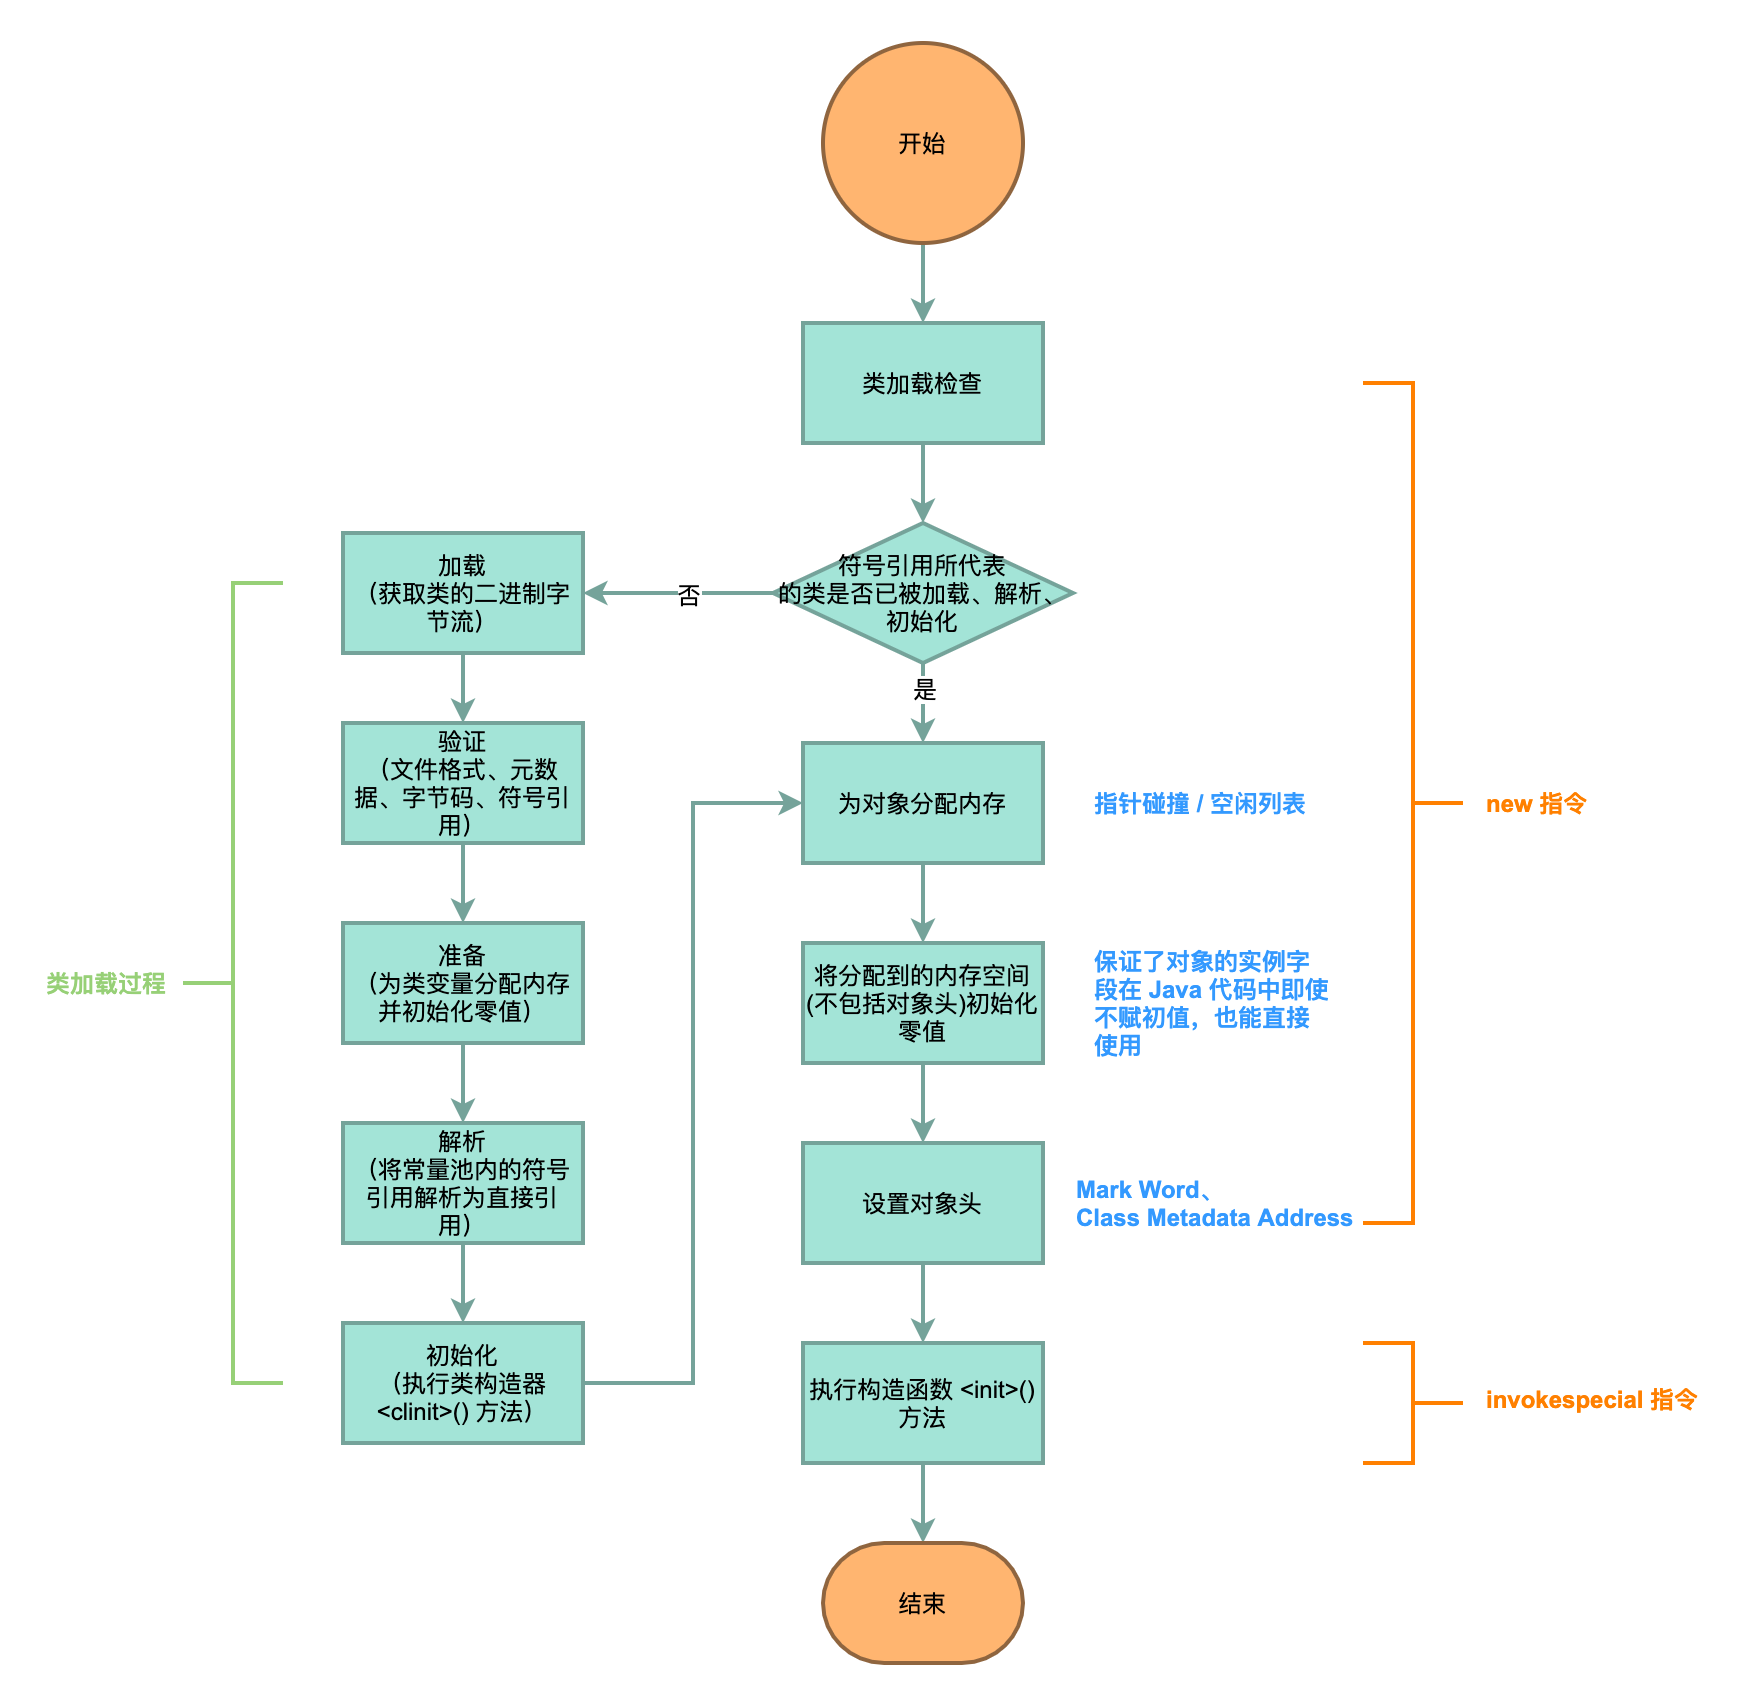 开始
类加载检查
符号引用所代表
的类是否已被加载、解析、
初始化
否
是
加载
（获取类的二进制字
节流）
验证
（文件格式、元数
据、字节码、符号引
用）
准备
（为类变量分配内存
并初始化零值）
解析
（将常量池内的符号
引用解析为直接引
用）
初始化
（执行类构造器
<clinit>() 方法）
类加载过程
为对象分配内存
指针碰撞 / 空闲列表
将分配到的内存空间
(不包括对象头)初始化
零值
保证了对象的实例字
段在 Java 代码中即使
不赋初值，也能直接
使用
设置对象头
Mark Word、
Class Metadata Address
new 指令
执行构造函数 <init>()
方法
invokespecial 指令
结束